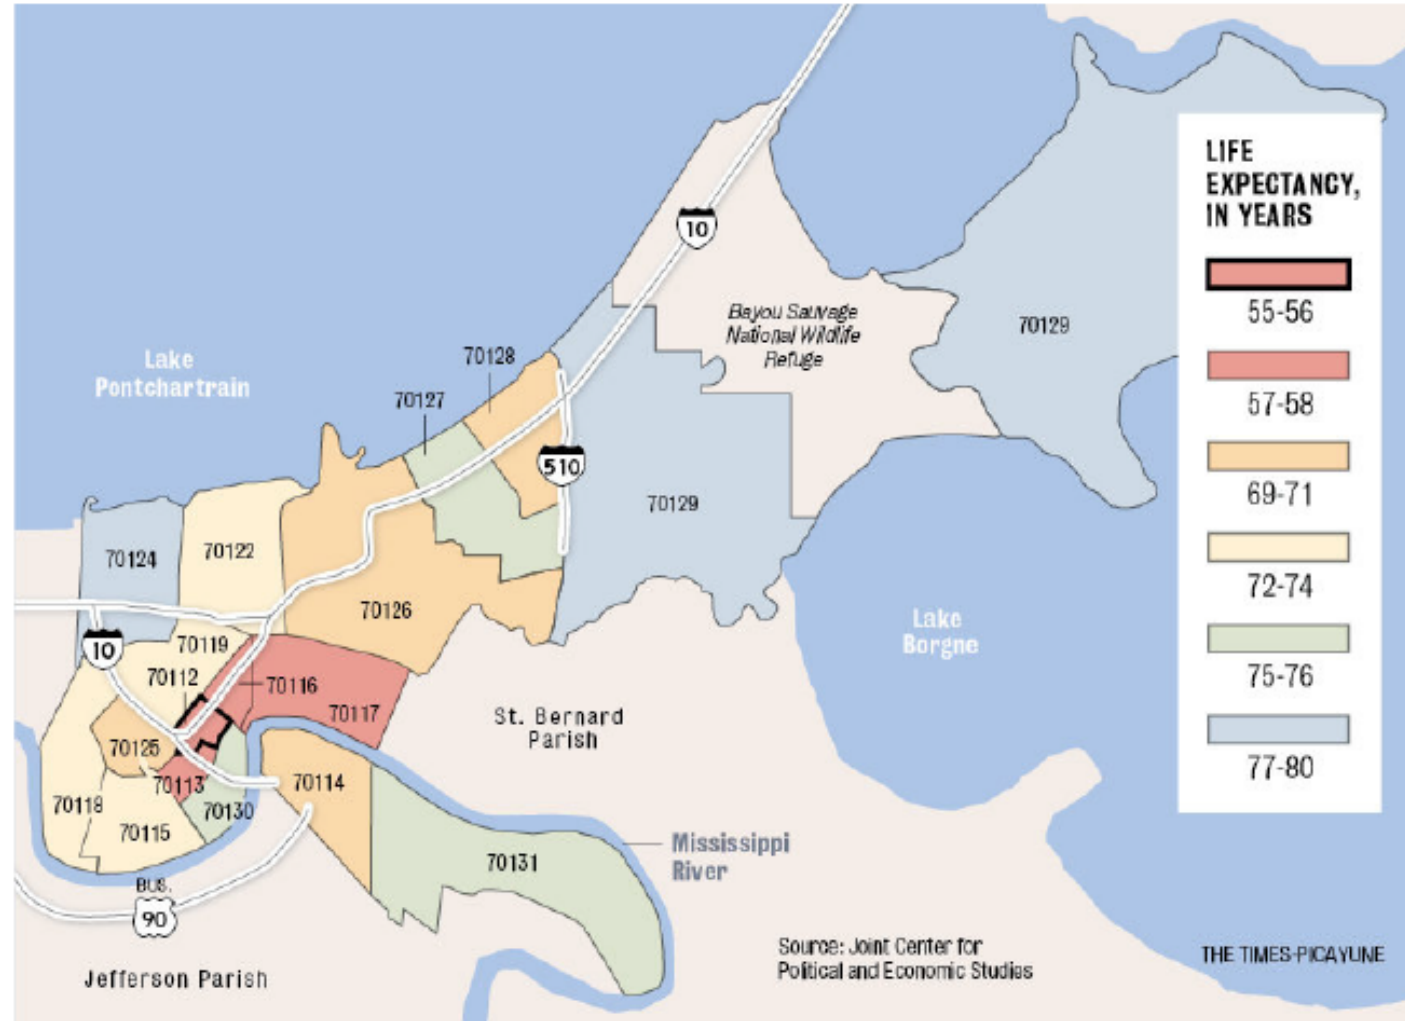 LIFE
EXPECTANCY,
IN YEARS
55-56
57-58
69-71
72-74
75-76
77-80
10
Bayou Sauvage
National Wildlife
Refuge
70129
Lake
Pontchartrain
70128
70127
510
70129
70124
70122
70126
Lake
Borgne
10
70119
70112
70116
70117
St. Bernard
Parish
70125
70113
70114
70118
70130
70115
Mississippi
River
70131
BUS.
90
Jefferson Parish
Source: Joint Center for
Political and Economic Studies
THE TIMES-PICAYUNE